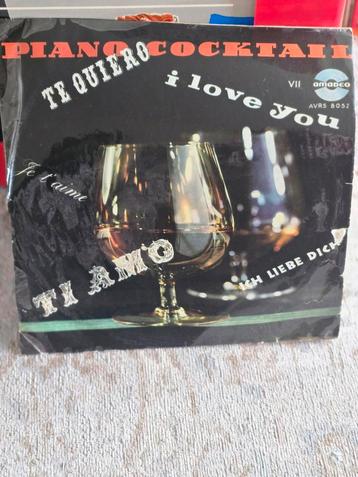 PIANO COCKTAIL
TE QUIERO
i love you
VII
amadeo
AVRS 8052
Je t'aime
TI AMO
ICH LIEBE DICH